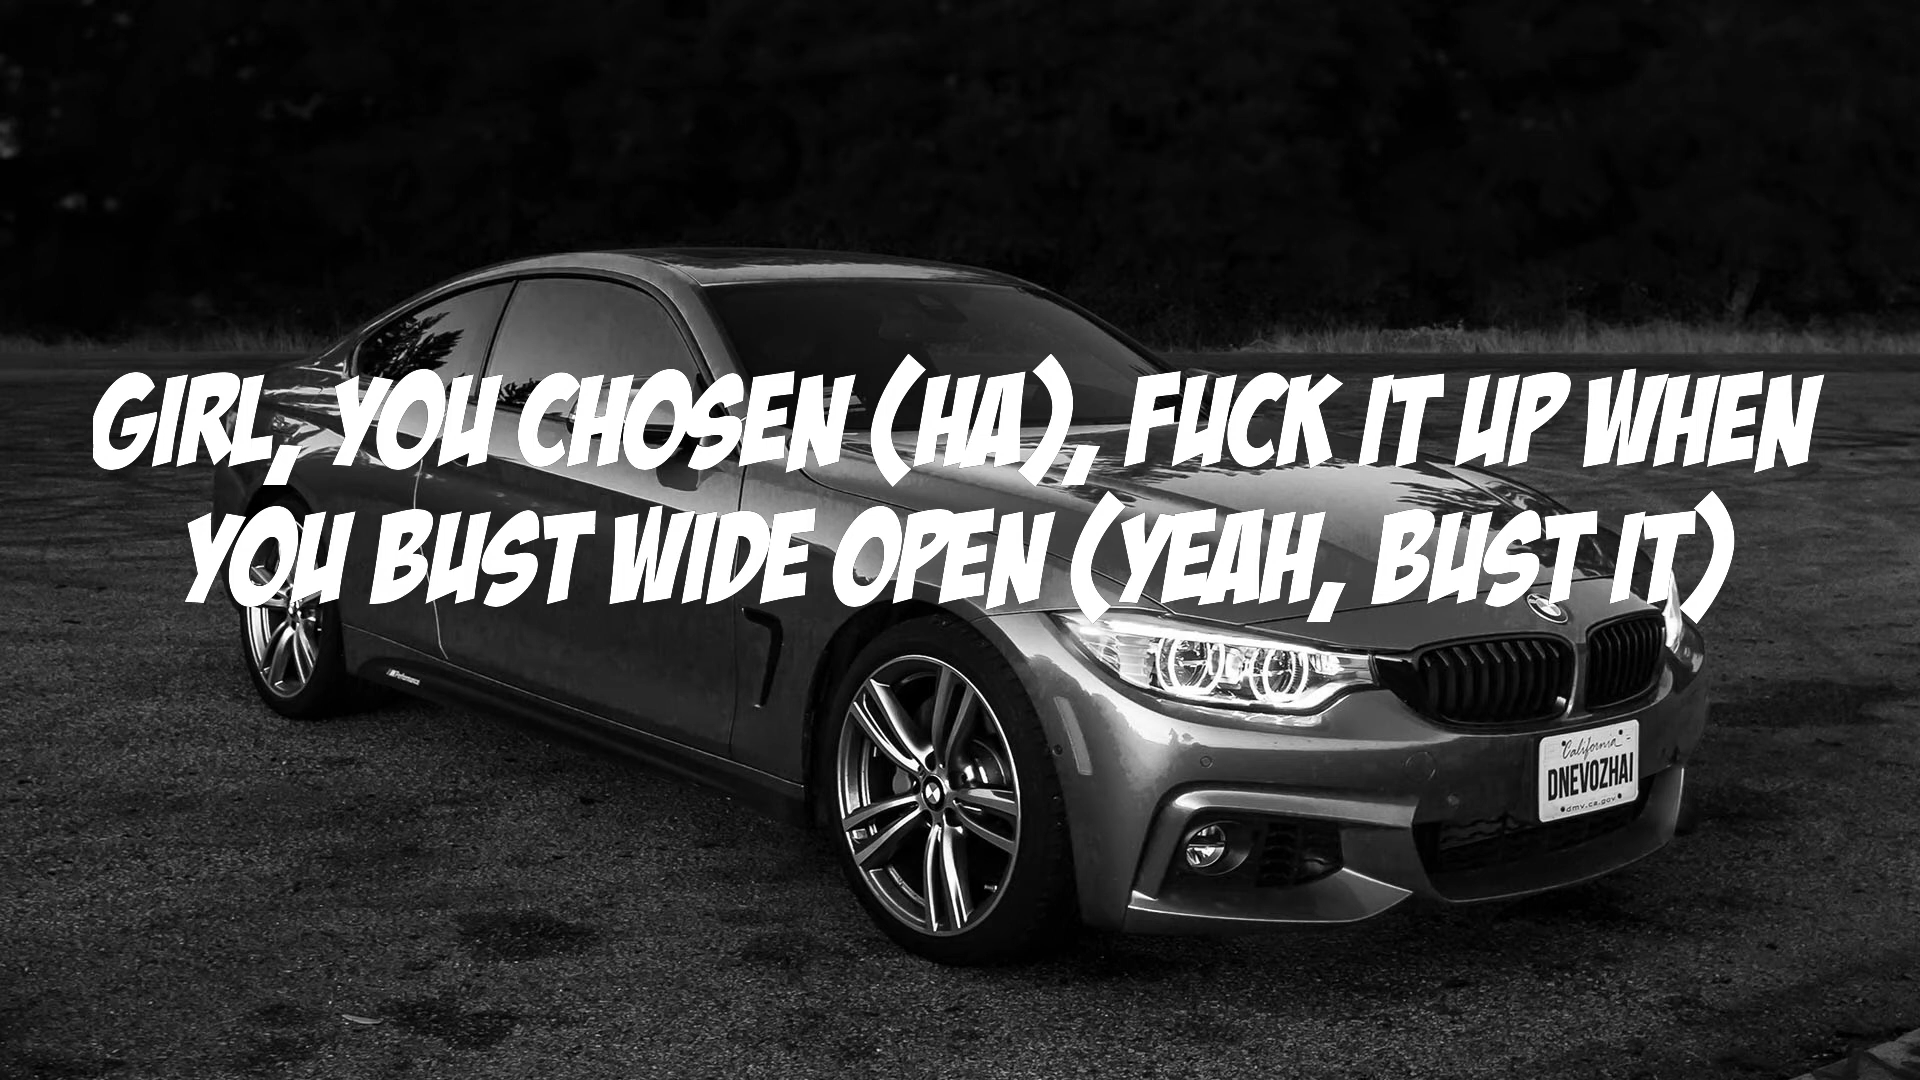 GIRL, YOU CHOSEN (HA), FUCK IT UP WHEN
YOU BUST WIDE OPEN (YEAH, BUST IT)
///M Performance
California
DNEVOZHAI
dmv.ca.gov